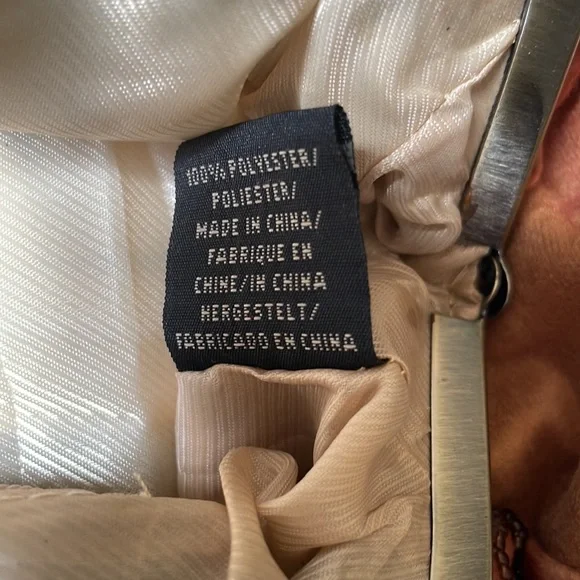 100% POLYESTER/
POLIESTER/
MADE IN CHINA/
FABRIQUE EN
CHINE/IN CHINA
HERGESTELT/
FABRICADO EN CHINA